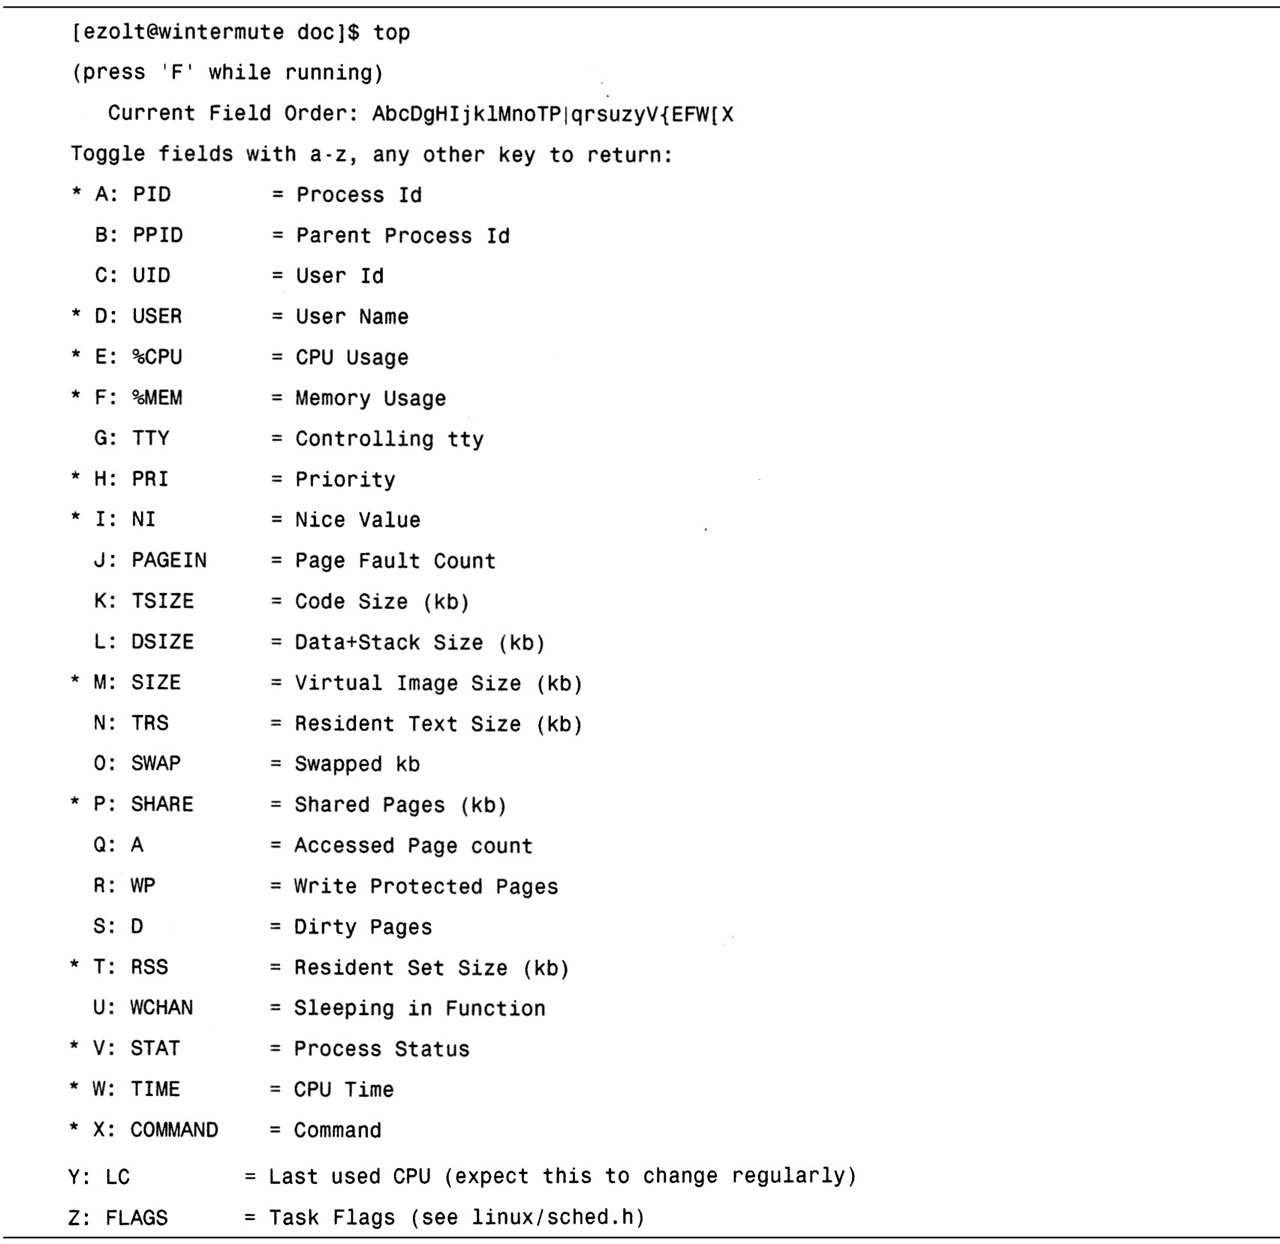 [ezolt@wintermute doc]$ top
(press 'F' while running)
Current Field Order: AbcDgHIjklMnoTP|qrsuzyV{EFW[X
Toggle fields with a-z, any other key to return:
* A: PID = Process Id
B: PPID = Parent Process Id
C: UID = User Id
* D: USER = User Name
* E: %CPU = CPU Usage
* F: %MEM = Memory Usage
G: TTY = Controlling tty
* H: PRI = Priority
* I: NI = Nice Value
J: PAGEIN = Page Fault Count
K: TSIZE = Code Size (kb)
L: DSIZE = Data+Stack Size (kb)
* M: SIZE = Virtual Image Size (kb)
N: TRS = Resident Text Size (kb)
O: SWAP = Swapped kb
* P: SHARE = Shared Pages (kb)
Q: A = Accessed Page count
R: WP = Write Protected Pages
S: D = Dirty Pages
* T: RSS = Resident Set Size (kb)
U: WCHAN = Sleeping in Function
* V: STAT = Process Status
* W: TIME = CPU Time
* X: COMMAND = Command
Y: LC = Last used CPU (expect this to change regularly)
Z: FLAGS = Task Flags (see linux/sched.h)